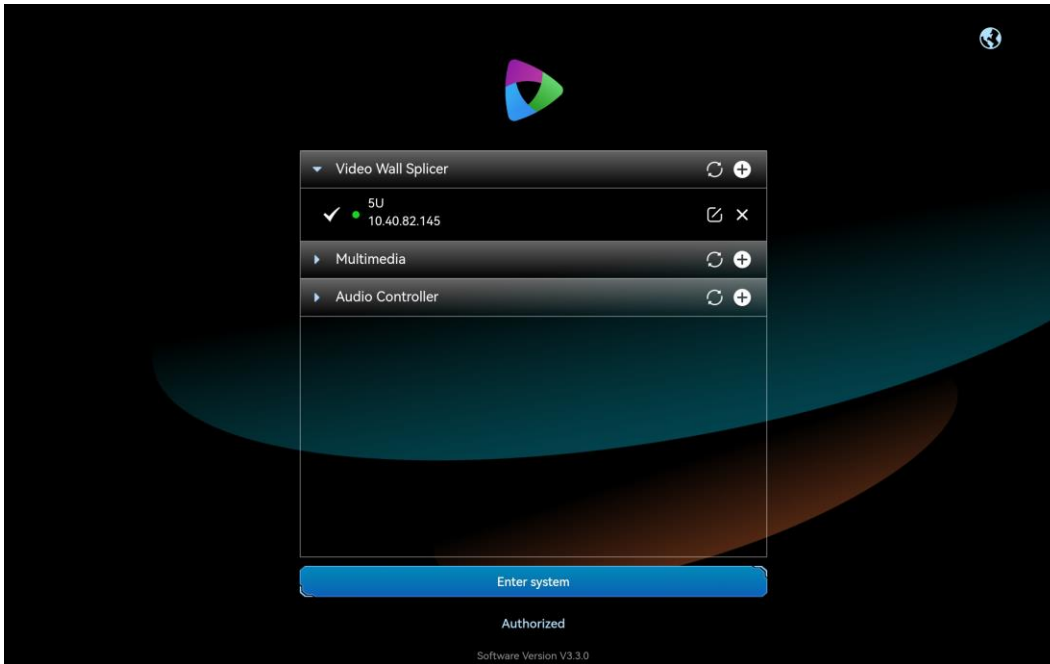 Video Wall Splicer
5U
10.40.82.145
Multimedia
Audio Controller
Enter system
Authorized
Software Version V3.3.0